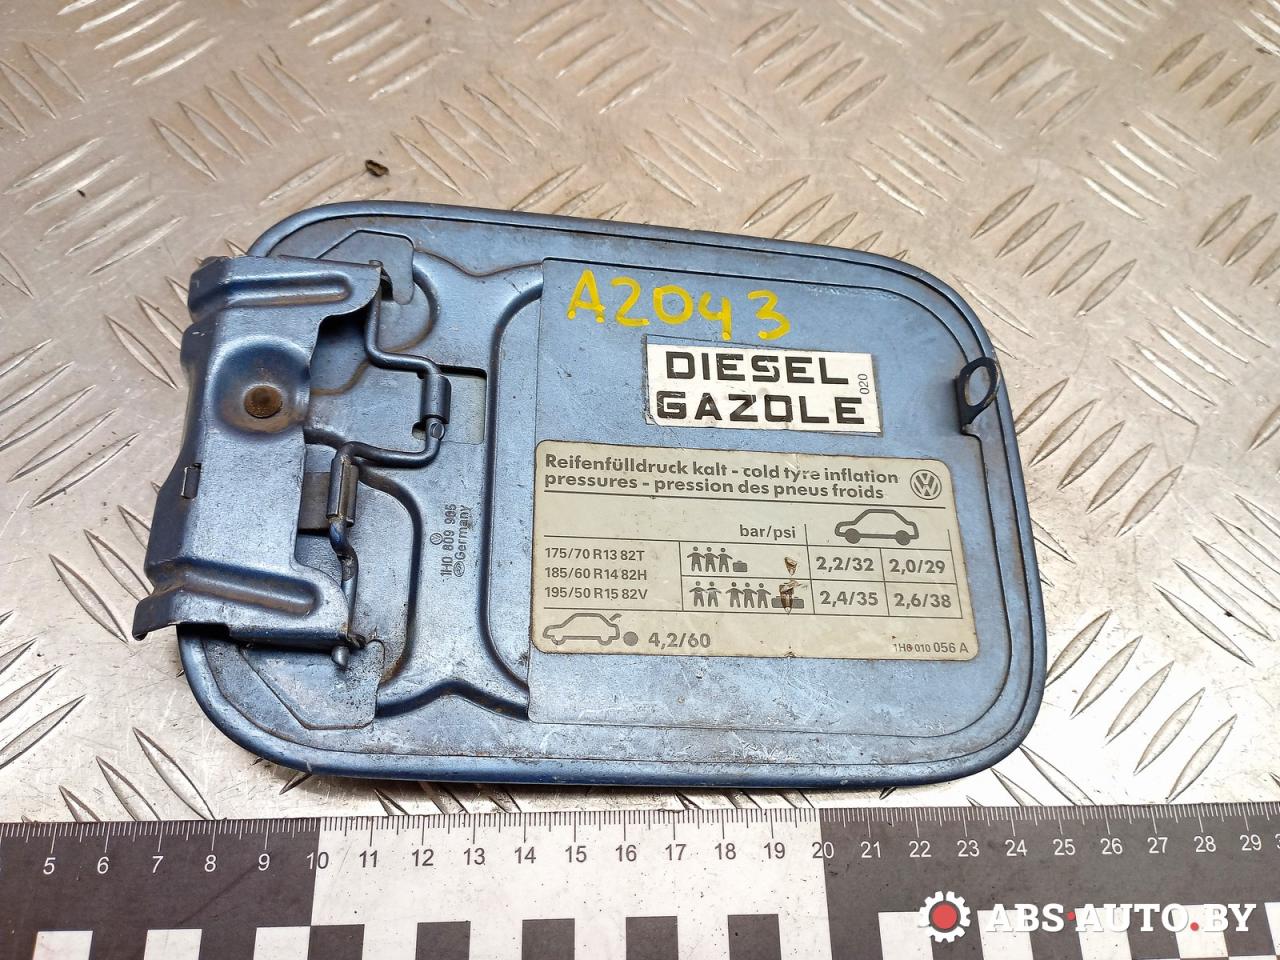 A2043
DIESEL
GAZOLE
020
Reifenfülldruck kalt - cold tyre inflation
pressures - pression des pneus froids
bar/psi
175/70 R13 82T
185/60 R14 82H
195/50 R15 82V
2,2/32 2,0/29
2,4/35 2,6/38
4,2/60
1H6 010 056 A
1H0 809 905
Germany
5 6 7 8 9 10 11 12 13 14 15 16 17 18 19 20 21 22 23 24 25 26 27 28 29
ABS-AUTO.BY